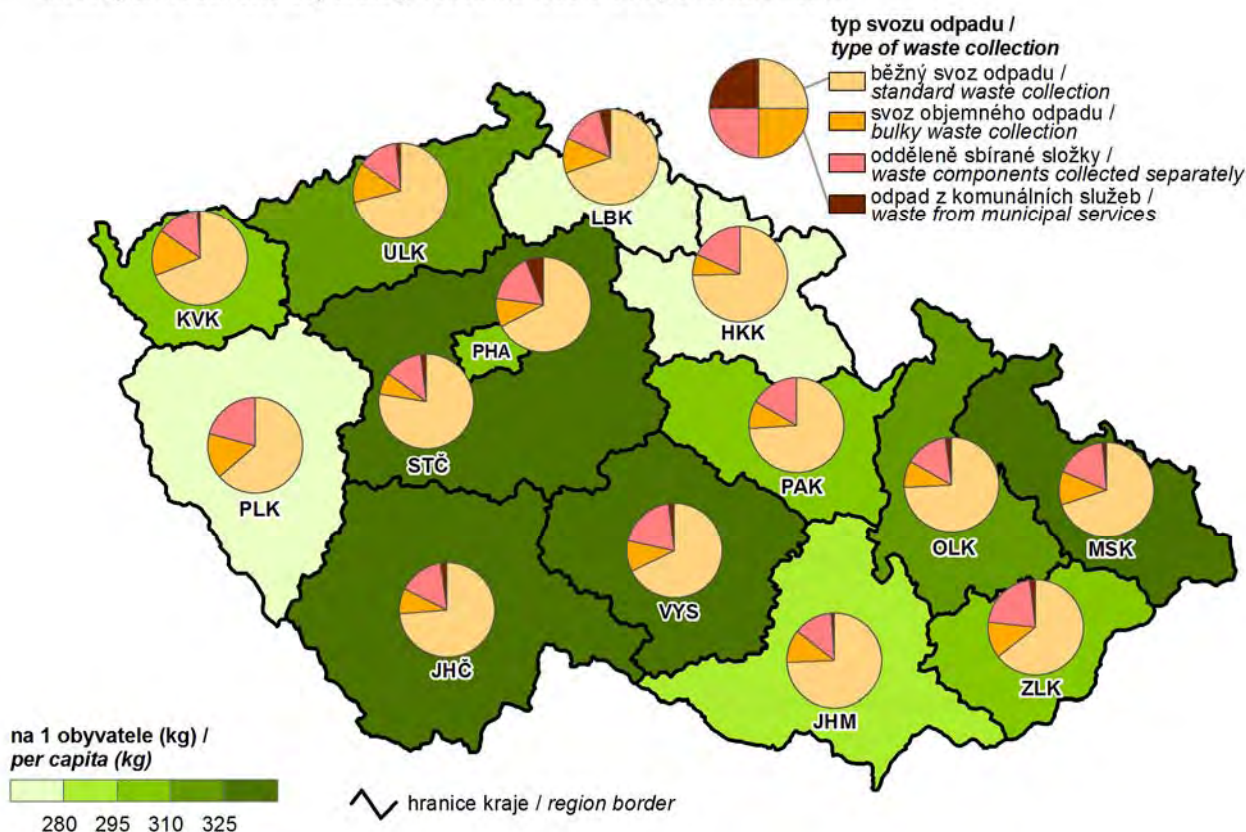 typ svozu odpadu /
type of waste collection
běžný svoz odpadu /
standard waste collection
svoz objemného odpadu /
bulky waste collection
odděleně sbírané složky /
waste components collected separately
odpad z komunálních služeb /
waste from municipal services
LBK
ULK
KVK
HKK
PHA
STČ
PAK
PLK
OLK
MSK
VYS
JHČ
ZLK
JHM
na 1 obyvatele (kg) /
per capita (kg)
280 295 310 325
hranice kraje / region border